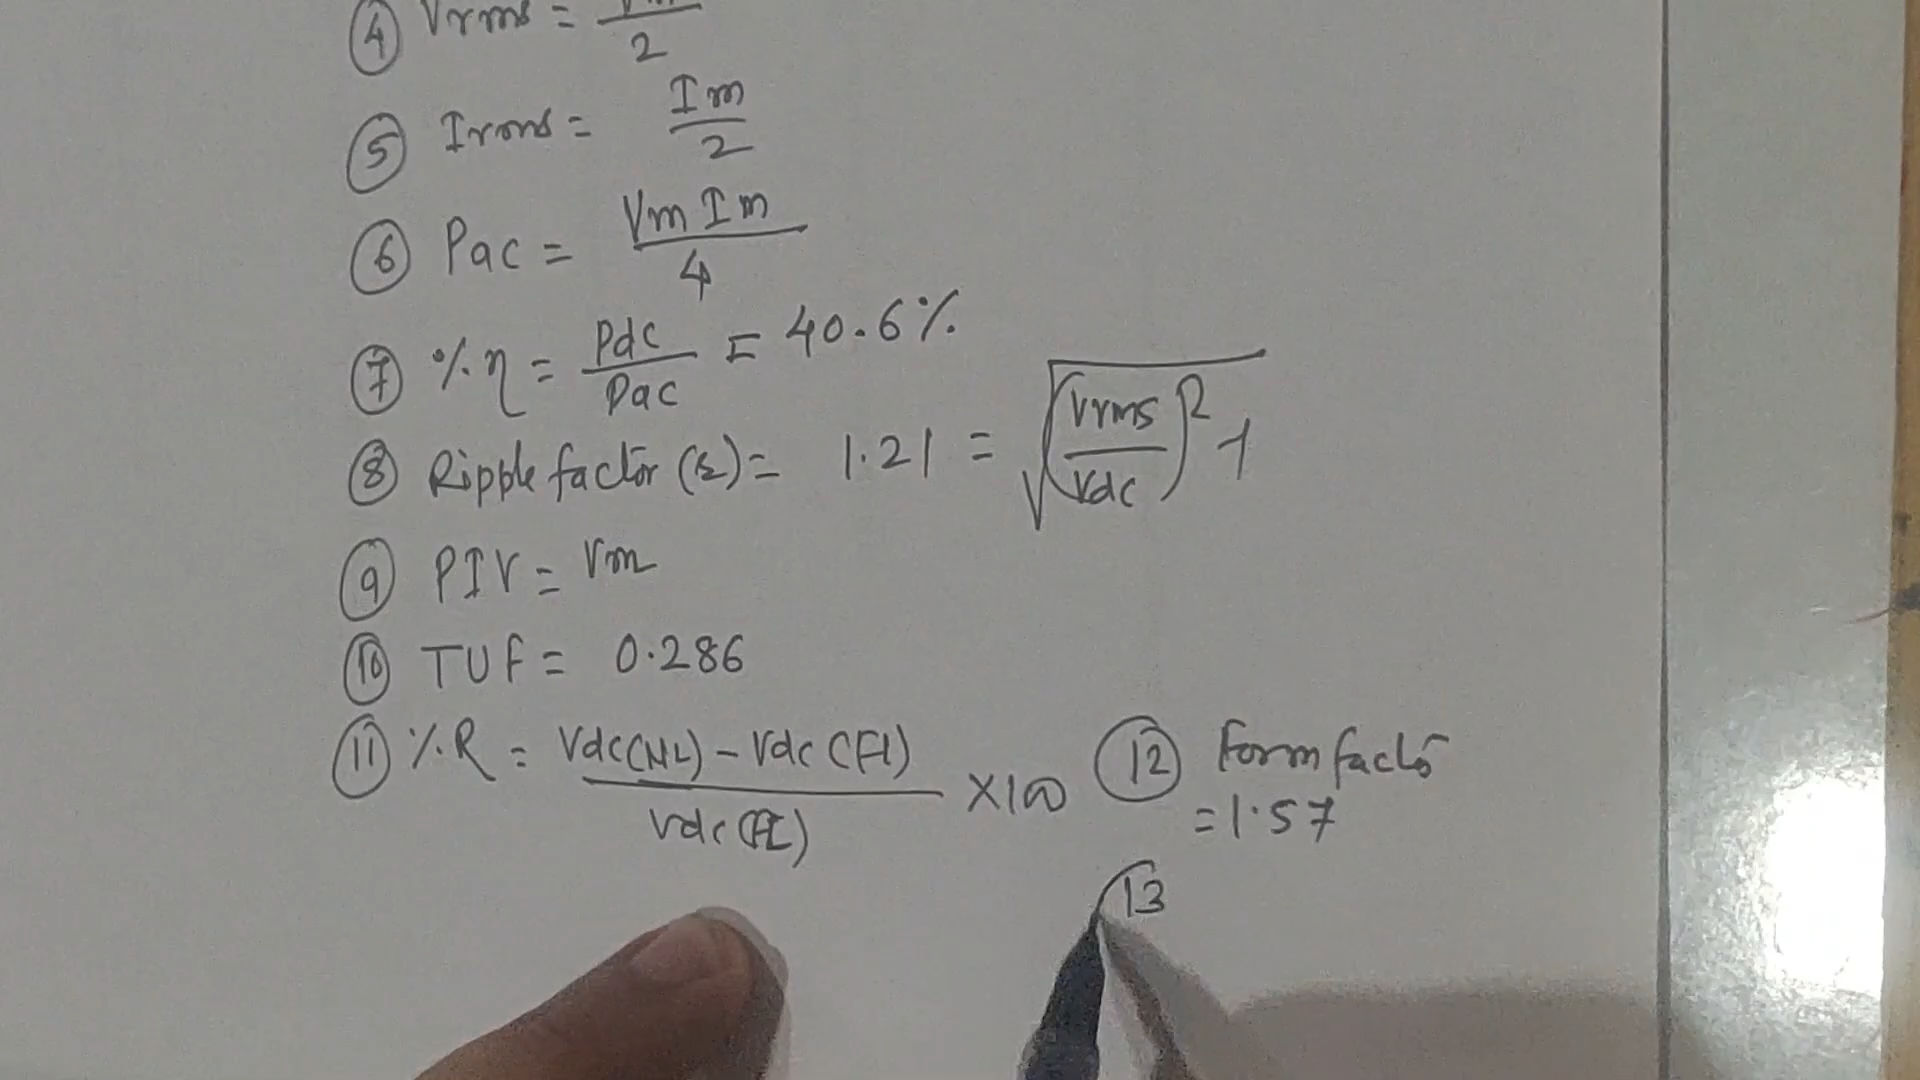 ④ Vrms = Vm/2
⑤ Irms = Im/2
⑥ Pac = Vm Im/4
⑦ %η = Pdc/Pac = 40.6%
⑧ Ripple factor (r) = 1.21 = √(Vrms/Vdc)² -1
⑨ PIV = Vm
⑩ TUF = 0.286
⑪ %R = Vdc(NL) - Vdc(FL)/Vdc(FL) X100
⑫ Form factor
= 1.57
13